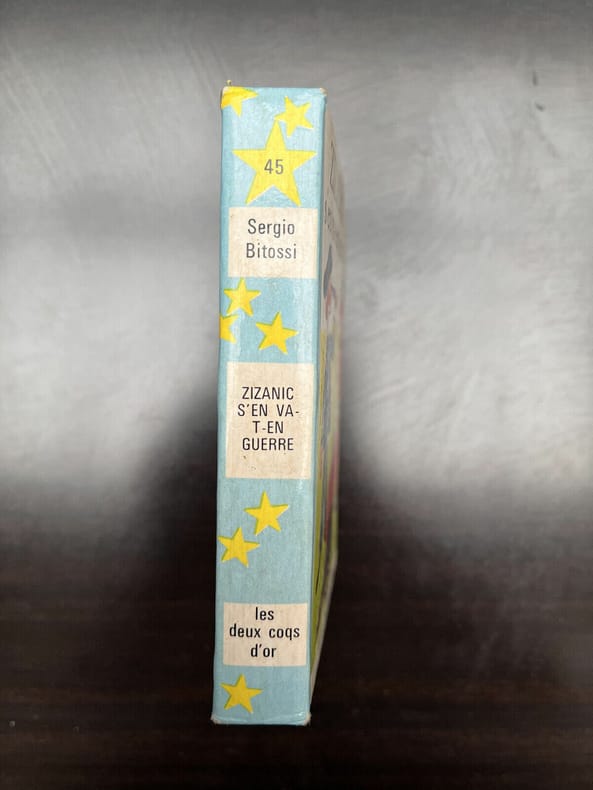 45
Sergio
Bitossi
ZIZANIC
S'EN VA-
T-EN
GUERRE
les
deux coqs
d'or